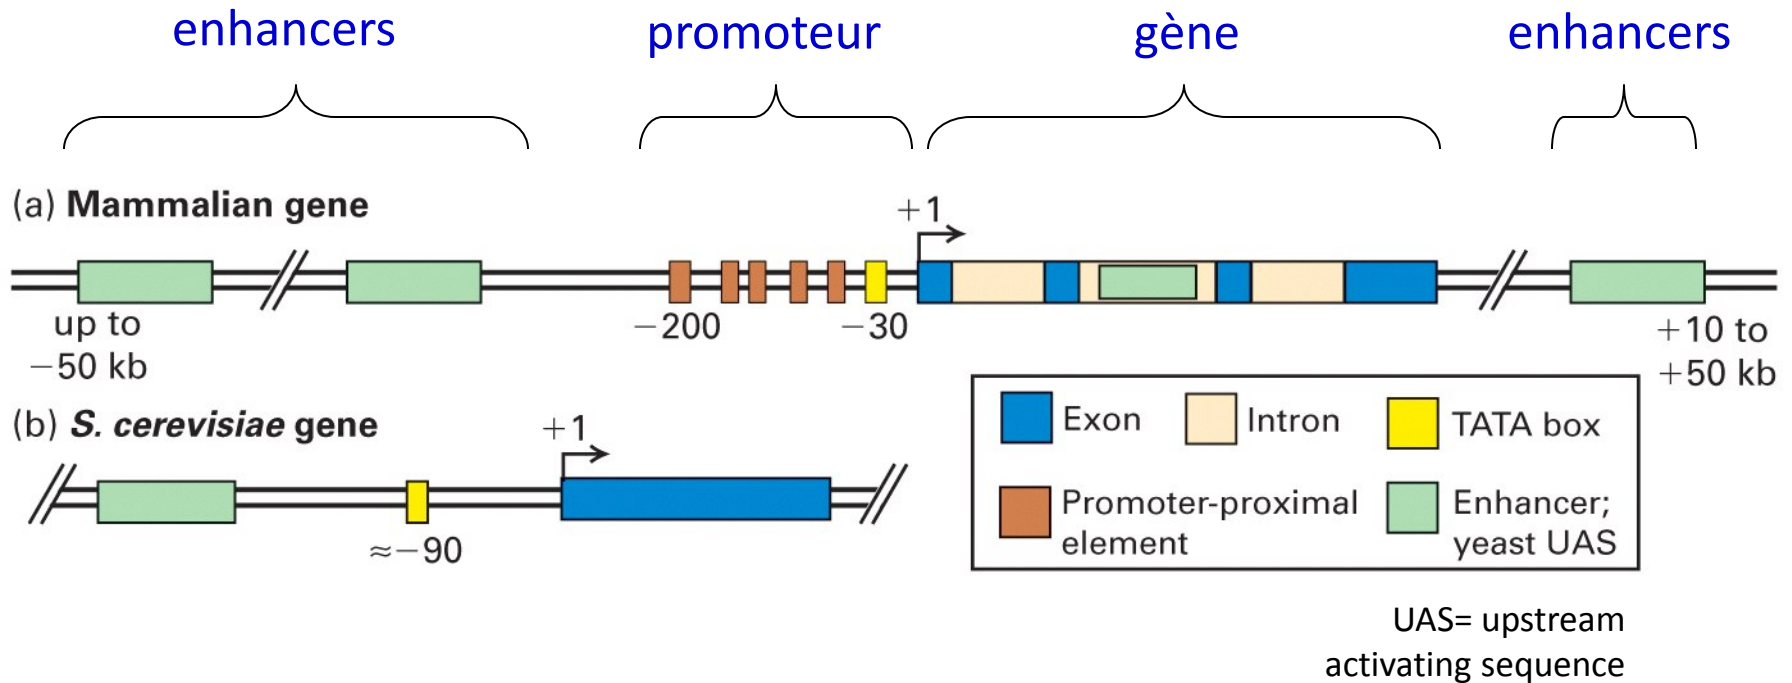 enhancers
promoteur
gène
enhancers
(a) Mammalian gene
+1
up to
−50 kb
−200
−30
+10 to
+50 kb
(b) S. cerevisiae gene
+1
≈−90
Exon
Intron
TATA box
Promoter-proximal
element
Enhancer;
yeast UAS
UAS= upstream
activating sequence